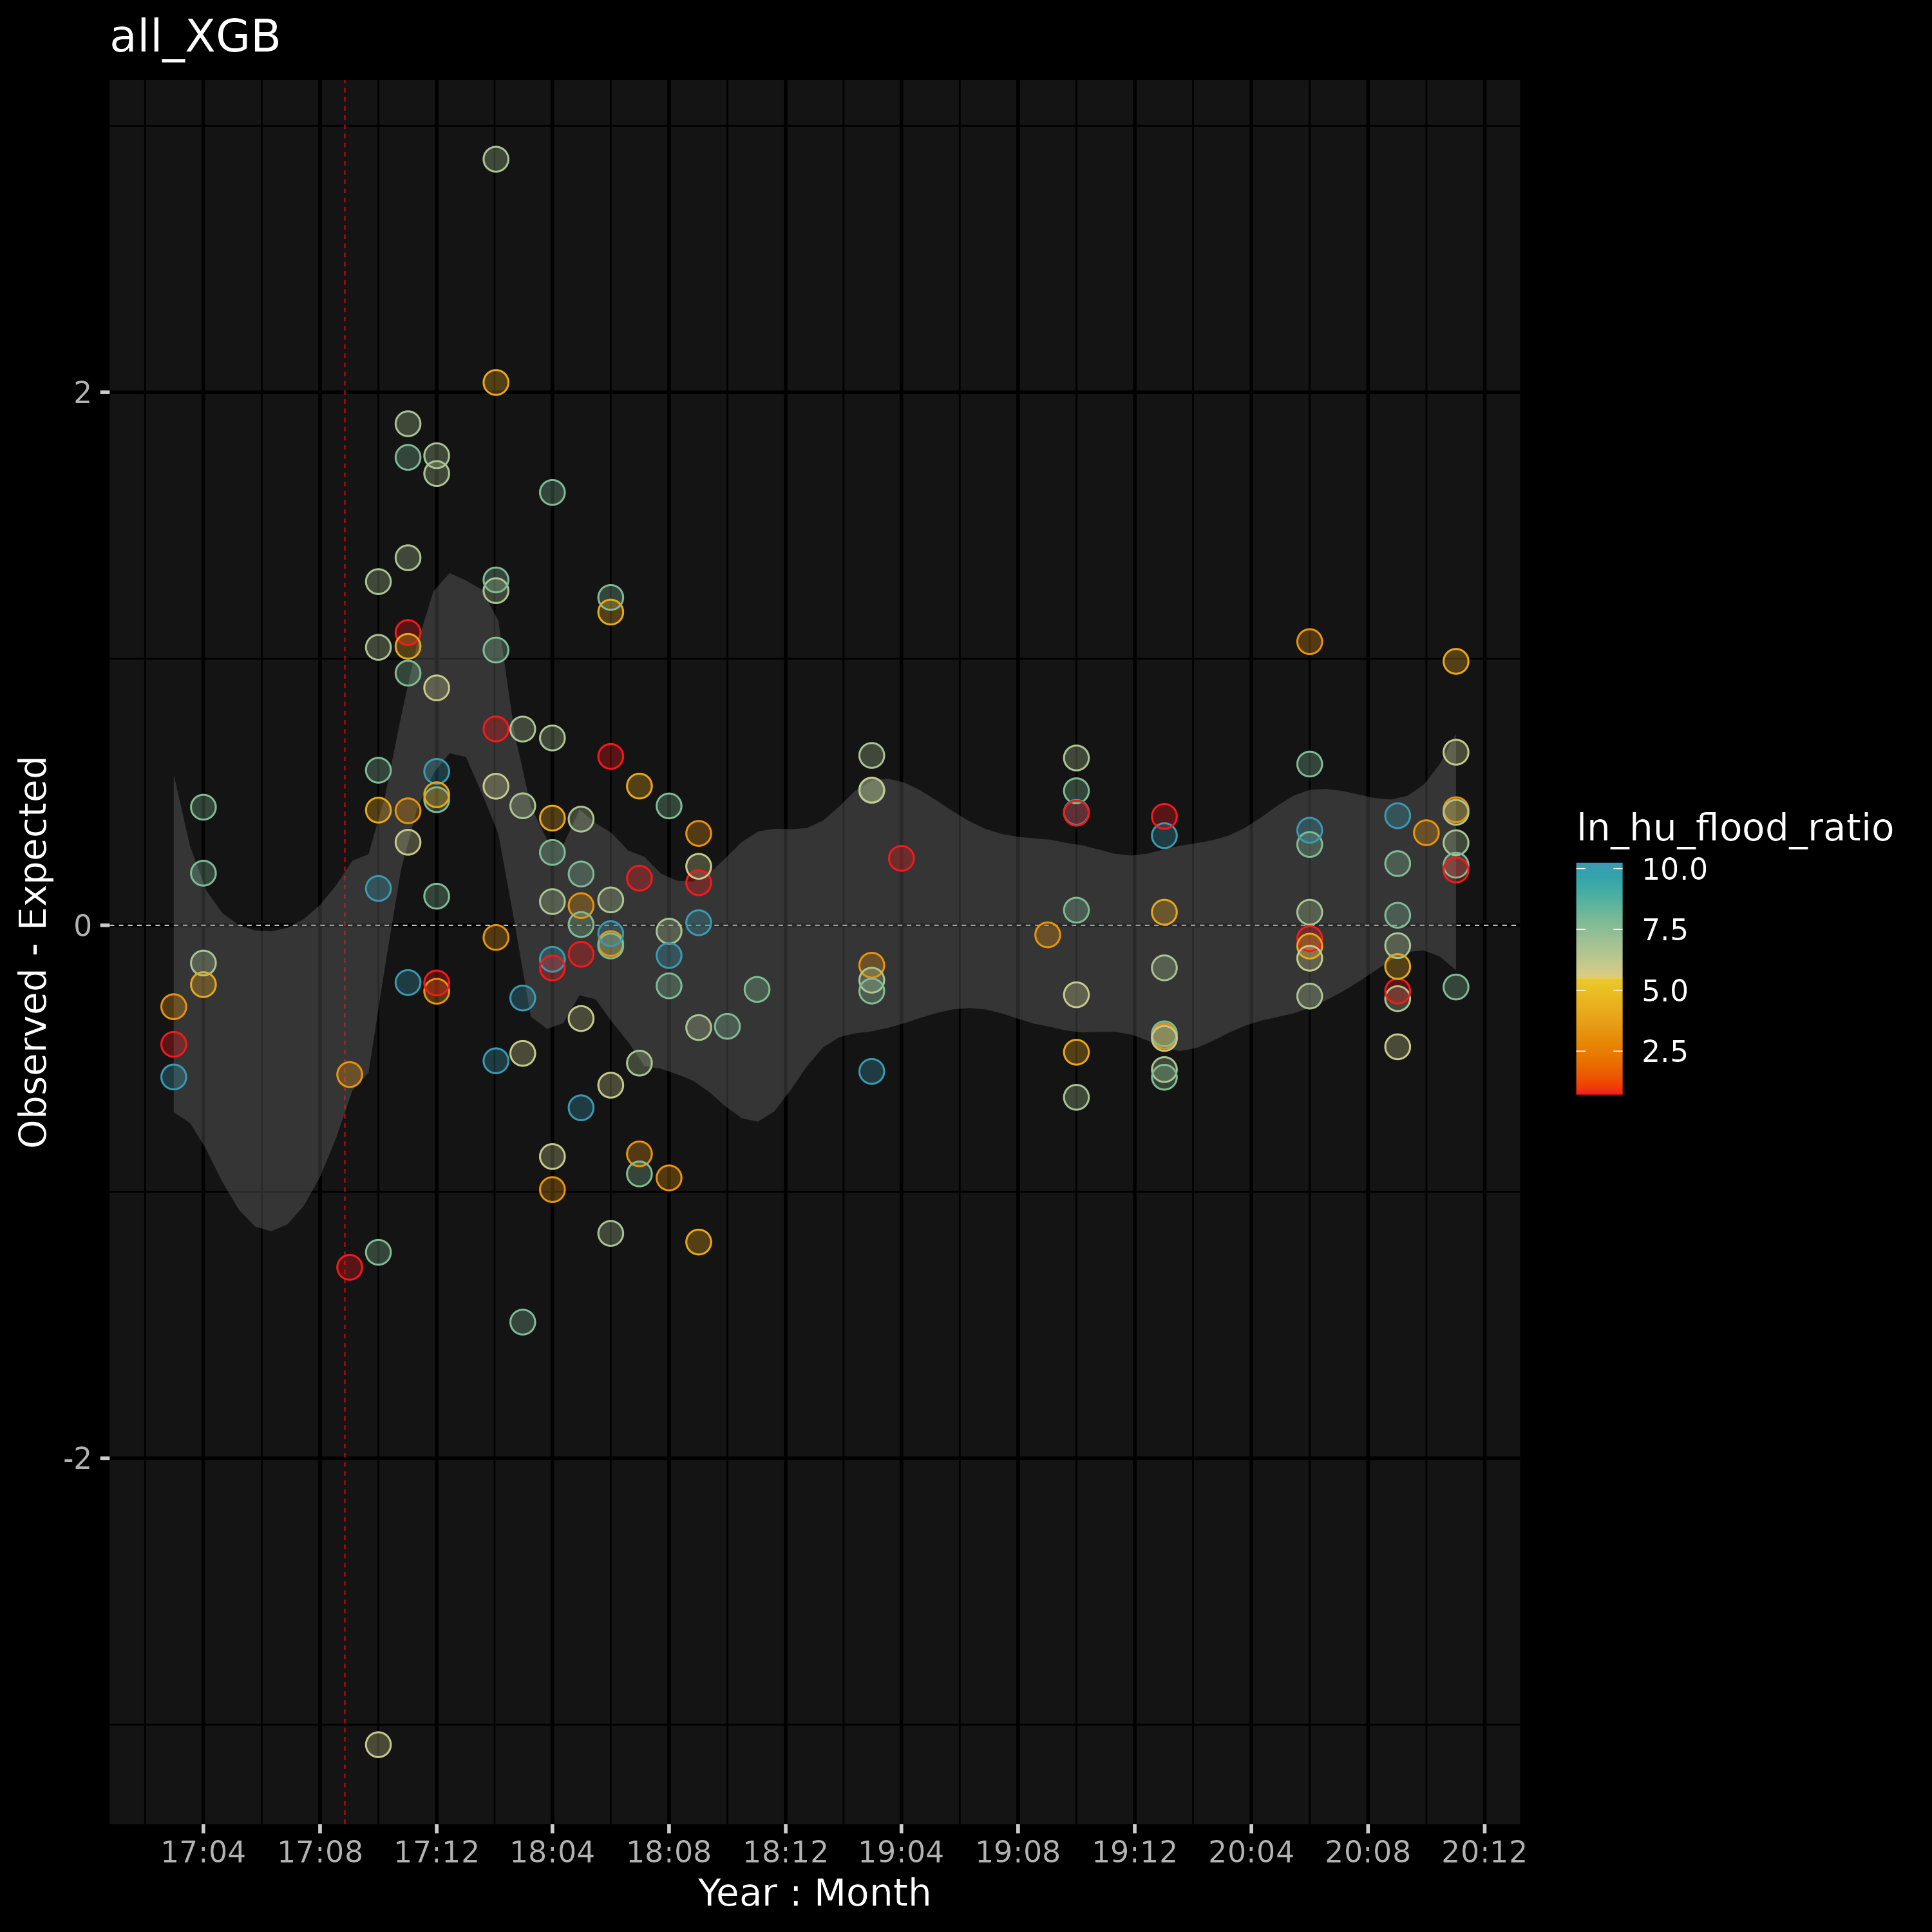 all_XGB
Observed - Expected
2
0
-2
17:04 17:08 17:12 18:04 18:08 18:12 19:04 19:08 19:12 20:04 20:08 20:12
Year : Month
ln_hu_flood_ratio
10.0
7.5
5.0
2.5